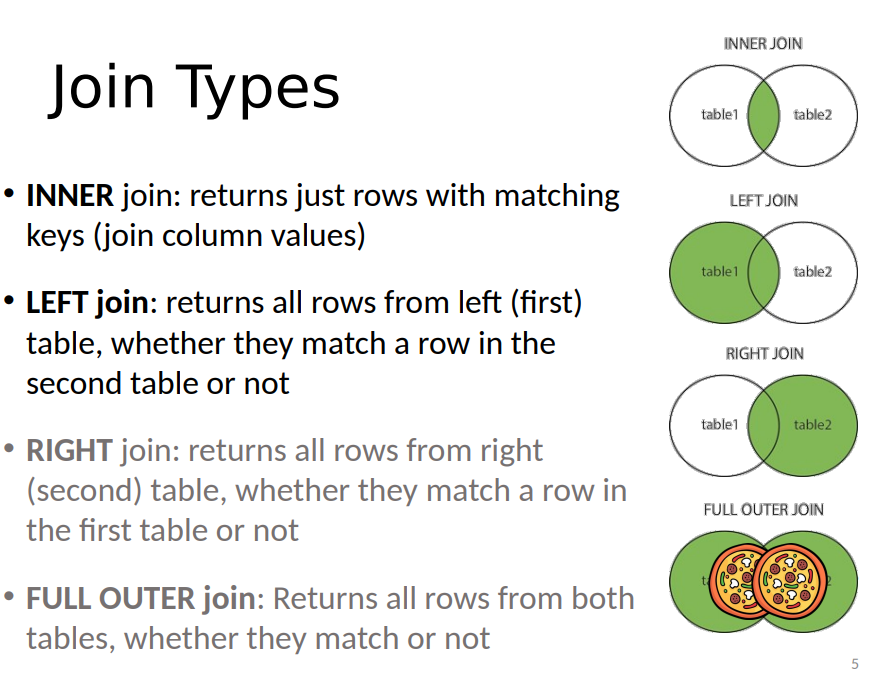 Join Types
• INNER join: returns just rows with matching
keys (join column values)
• LEFT join: returns all rows from left (first)
table, whether they match a row in the
second table or not
• RIGHT join: returns all rows from right
(second) table, whether they match a row in
the first table or not
• FULL OUTER join: Returns all rows from both
tables, whether they match or not
INNER JOIN
table1 table2
LEFT JOIN
table1 table2
RIGHT JOIN
table1 table2
FULL OUTER JOIN
5